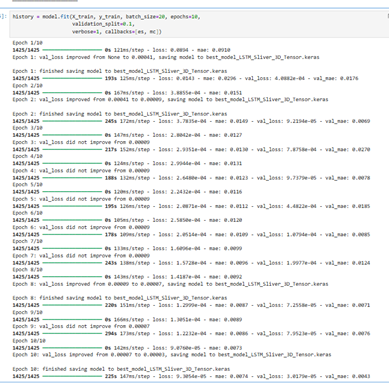 history = model.fit(X_train, y_train, batch_size=20, epochs=10,
validation_split=0.1,
verbose=1, callbacks=[es, mc])
Epoch 1/10
1425/1425 0s 121ms/step - loss: 0.0894 - mae: 0.0910
Epoch 1: val_loss improved from None to 0.00041, saving model to best_model_LSTM_Sliver_3D_Tensor.keras
Epoch 1: finished saving model to best_model_LSTM_Sliver_3D_Tensor.keras
1425/1425 193s 125ms/step - loss: 0.0143 - mae: 0.0296 - val_loss: 4.0882e-04 - val_mae: 0.0176
Epoch 2/10
1425/1425 0s 167ms/step - loss: 3.8855e-04 - mae: 0.0151
Epoch 2: val_loss improved from 0.00041 to 0.00009, saving model to best_model_LSTM_Sliver_3D_Tensor.keras
Epoch 2: finished saving model to best_model_LSTM_Sliver_3D_Tensor.keras
1425/1425 245s 172ms/step - loss: 3.7835e-04 - mae: 0.0149 - val_loss: 9.2194e-05 - val_mae: 0.0069
Epoch 3/10
1425/1425 0s 147ms/step - loss: 2.8042e-04 - mae: 0.0127
Epoch 3: val_loss did not improve from 0.00009
1425/1425 217s 152ms/step - loss: 2.9351e-04 - mae: 0.0130 - val_loss: 7.8758e-04 - val_mae: 0.0270
Epoch 4/10
1425/1425 0s 124ms/step - loss: 2.9944e-04 - mae: 0.0131
Epoch 4: val_loss did not improve from 0.00009
1425/1425 188s 132ms/step - loss: 2.6480e-04 - mae: 0.0123 - val_loss: 9.7379e-05 - val_mae: 0.0078
Epoch 5/10
1425/1425 0s 120ms/step - loss: 2.2432e-04 - mae: 0.0116
Epoch 5: val_loss did not improve from 0.00009
1425/1425 195s 126ms/step - loss: 2.0871e-04 - mae: 0.0112 - val_loss: 4.4822e-04 - val_mae: 0.0185
Epoch 6/10
1425/1425 0s 105ms/step - loss: 2.5850e-04 - mae: 0.0120
Epoch 6: val_loss did not improve from 0.00009
1425/1425 178s 109ms/step - loss: 2.0514e-04 - mae: 0.0109 - val_loss: 1.0794e-04 - val_mae: 0.0085
Epoch 7/10
1425/1425 0s 133ms/step - loss: 1.6096e-04 - mae: 0.0099
Epoch 7: val_loss did not improve from 0.00009
1425/1425 243s 138ms/step - loss: 1.5728e-04 - mae: 0.0096 - val_loss: 1.9977e-04 - val_mae: 0.0124
Epoch 8/10
1425/1425 0s 143ms/step - loss: 1.4187e-04 - mae: 0.0092
Epoch 8: val_loss improved from 0.00009 to 0.00007, saving model to best_model_LSTM_Sliver_3D_Tensor.keras
Epoch 8: finished saving model to best_model_LSTM_Sliver_3D_Tensor.keras
1425/1425 220s 151ms/step - loss: 1.2999e-04 - mae: 0.0087 - val_loss: 7.2558e-05 - val_mae: 0.0071
Epoch 9/10
1425/1425 0s 166ms/step - loss: 1.3051e-04 - mae: 0.0089
Epoch 9: val_loss did not improve from 0.00007
1425/1425 294s 173ms/step - loss: 1.2232e-04 - mae: 0.0086 - val_loss: 7.9523e-05 - val_mae: 0.0076
Epoch 10/10
1425/1425 0s 142ms/step - loss: 9.0760e-05 - mae: 0.0073
Epoch 10: val_loss improved from 0.00007 to 0.00003, saving model to best_model_LSTM_Sliver_3D_Tensor.keras
Epoch 10: finished saving model to best_model_LSTM_Sliver_3D_Tensor.keras
1425/1425 225s 147ms/step - loss: 9.3054e-05 - mae: 0.0074 - val_loss: 3.0179e-05 - val_mae: 0.0043